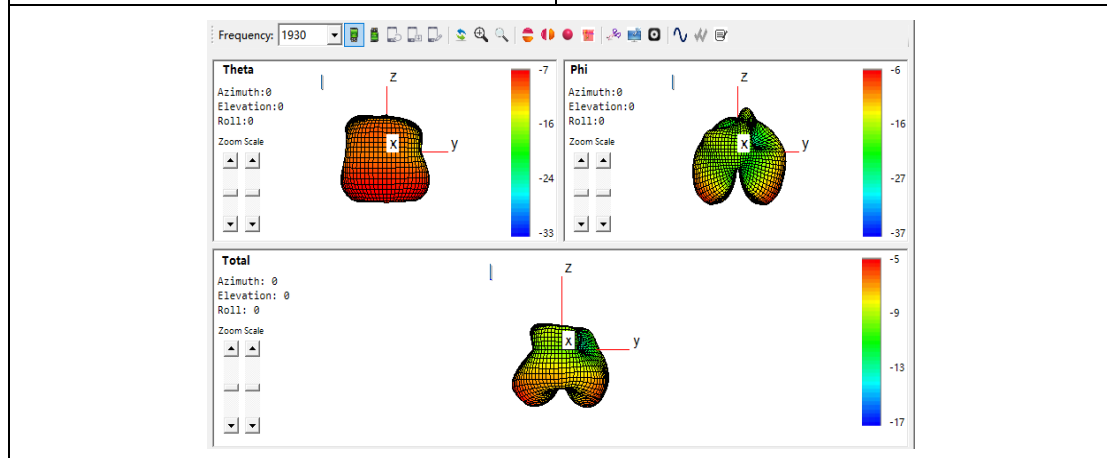 Frequency: 1930
Theta
Azimuth:0
Elevation:0
Roll:0
Zoom Scale
z
x
y
-7
-16
-24
-33
Phi
Azimuth:0
Elevation:0
Roll:0
Zoom Scale
z
x
y
-6
-16
-27
-37
Total
Azimuth: 0
Elevation: 0
Roll: 0
Zoom Scale
z
x
y
-5
-9
-13
-17